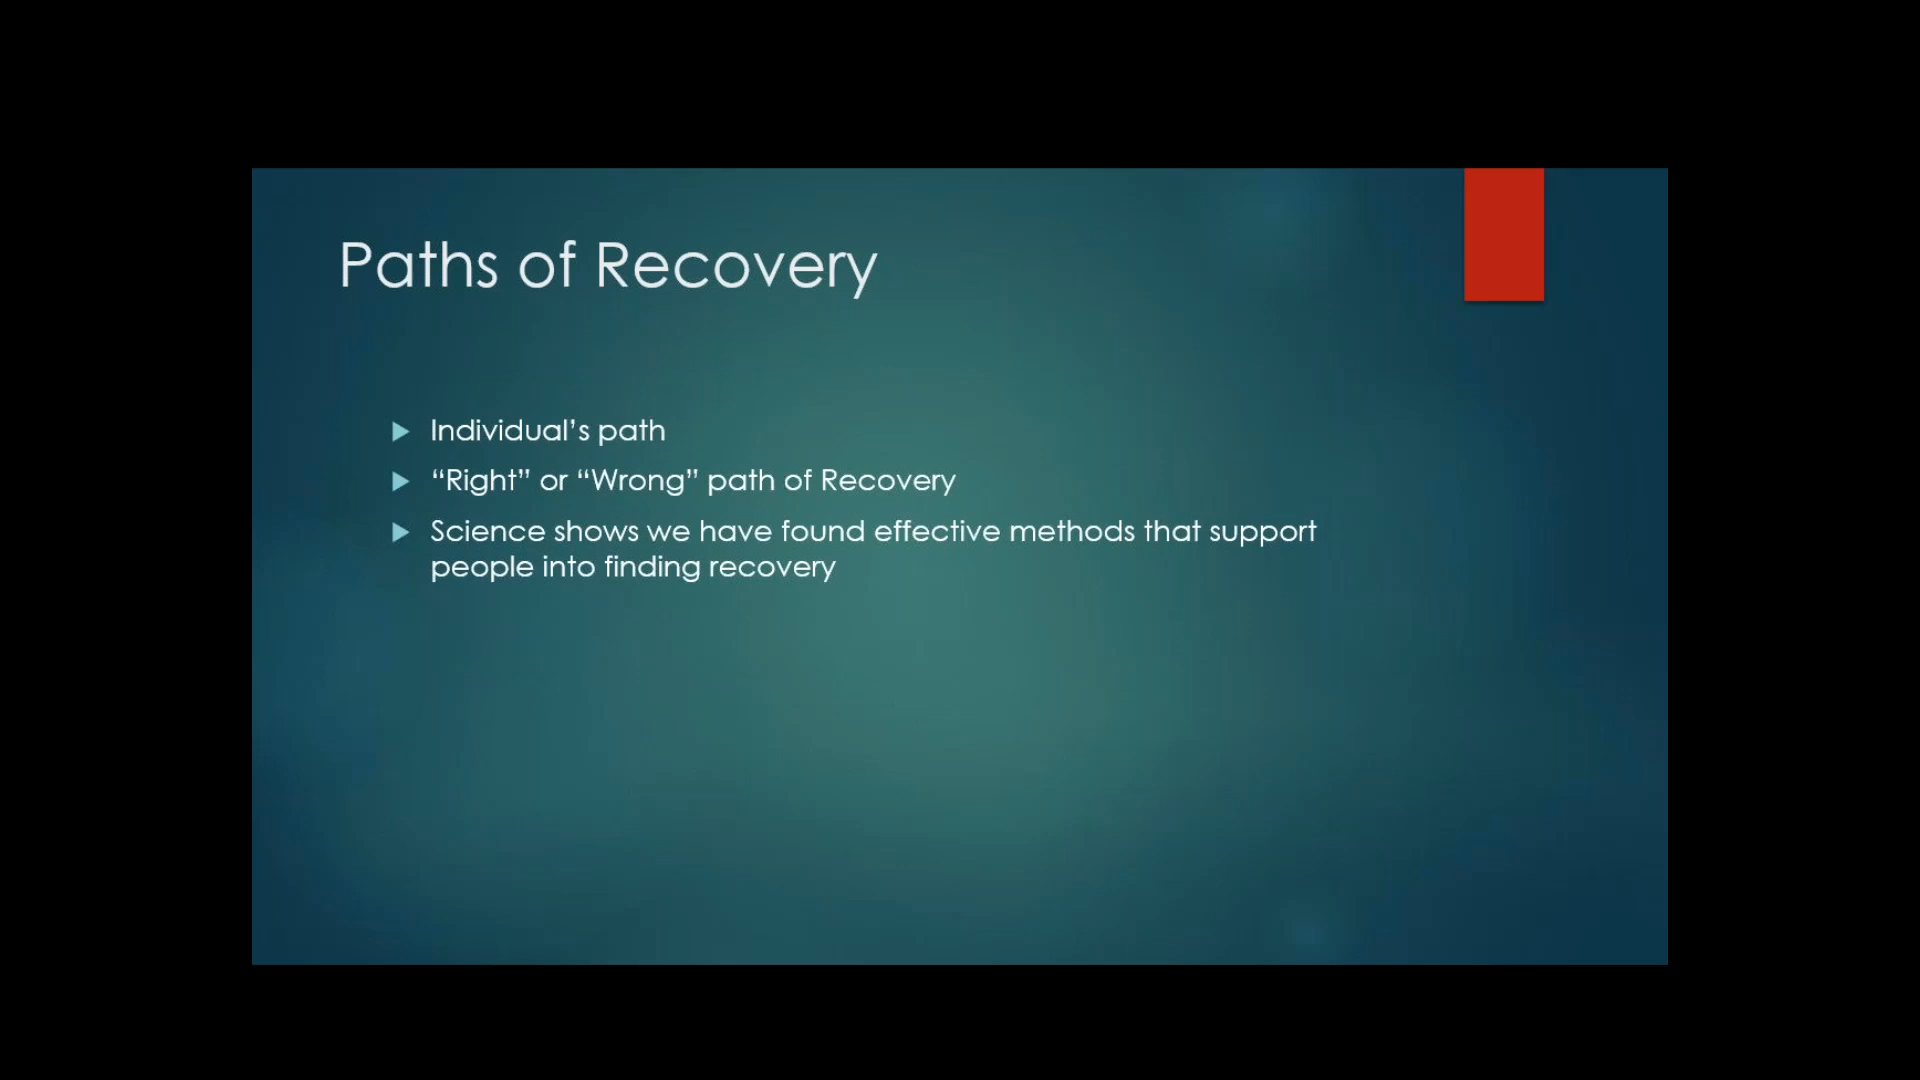 Paths of Recovery
Individual’s path
“Right” or “Wrong” path of Recovery
Science shows we have found effective methods that support
people into finding recovery